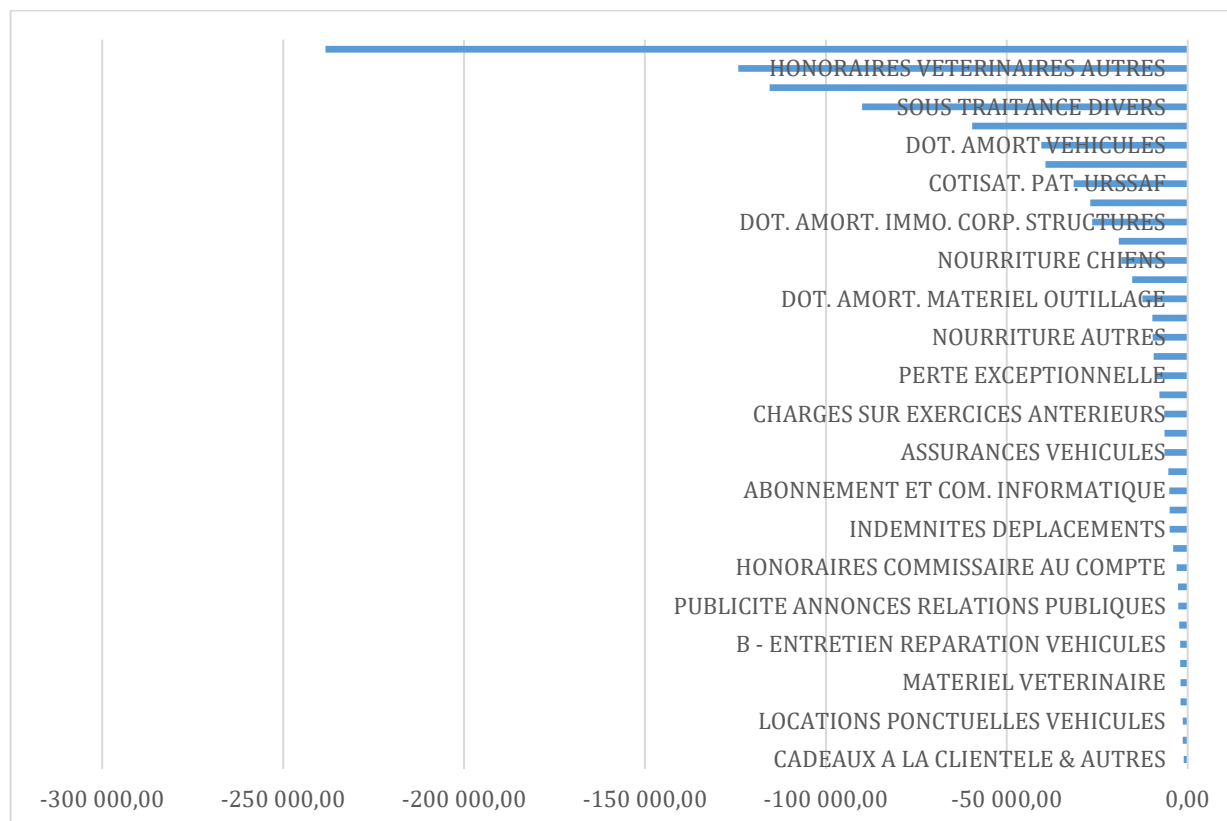 HONORAIRES VETERINAIRES AUTRES
SOUS TRAITANCE DIVERS
DOT. AMORT VEHICULES
COTISAT. PAT. URSSAF
DOT. AMORT. IMMO. CORP. STRUCTURES
NOURRITURE CHIENS
DOT. AMORT. MATERIEL OUTILLAGE
NOURRITURE AUTRES
PERTE EXCEPTIONNELLE
CHARGES SUR EXERCICES ANTERIEURS
ASSURANCES VEHICULES
ABONNEMENT ET COM. INFORMATIQUE
INDEMNITES DEPLACEMENTS
HONORAIRES COMMISSAIRE AU COMPTE
PUBLICITE ANNONCES RELATIONS PUBLIQUES
B - ENTRETIEN REPARATION VEHICULES
MATERIEL VETERINAIRE
LOCATIONS PONCTUELLES VEHICULES
CADEAUX A LA CLIENTELE & AUTRES
-300 000,00 -250 000,00 -200 000,00 -150 000,00 -100 000,00 -50 000,00 0,00